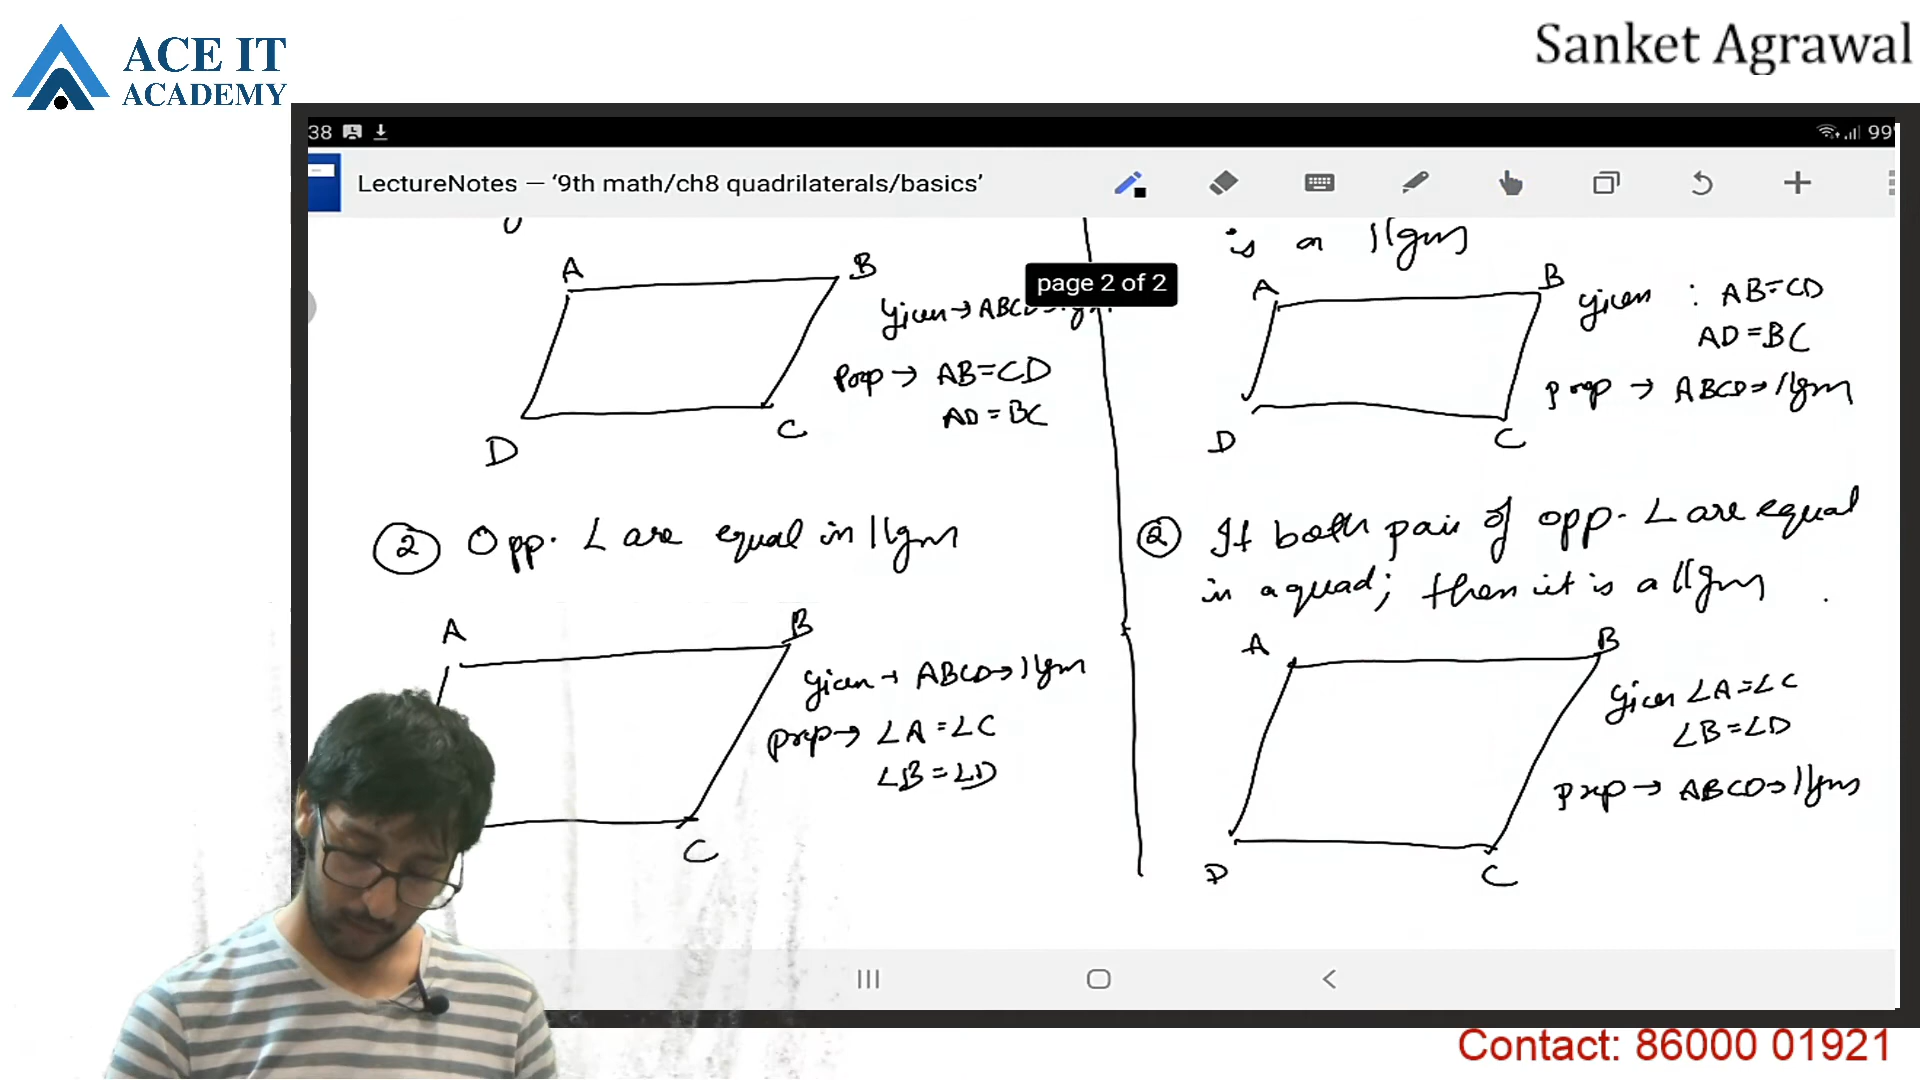 ACE IT
ACADEMY
Sanket Agrawal
38
99
LectureNotes — ‘9th math/ch8 quadrilaterals/basics’
page 2 of 2
A
B
D
C
Given → ABCD
Prop → AB = CD
AD = BC
② Opp. ∠ are equal in ||gm
A
B
C
Given → ABCD → ||gm
prop → ∠A = ∠C
∠B = ∠D
is a ||gm
A
B
D
C
Given : AB = CD
AD = BC
prop → ABCD → ||gm
② If both pair of opp. ∠ are equal
in a quad; then it is a ||gm
A
B
D
C
Given ∠A = ∠C
∠B = ∠D
prop → ABCD → ||gm
Contact: 86000 01921